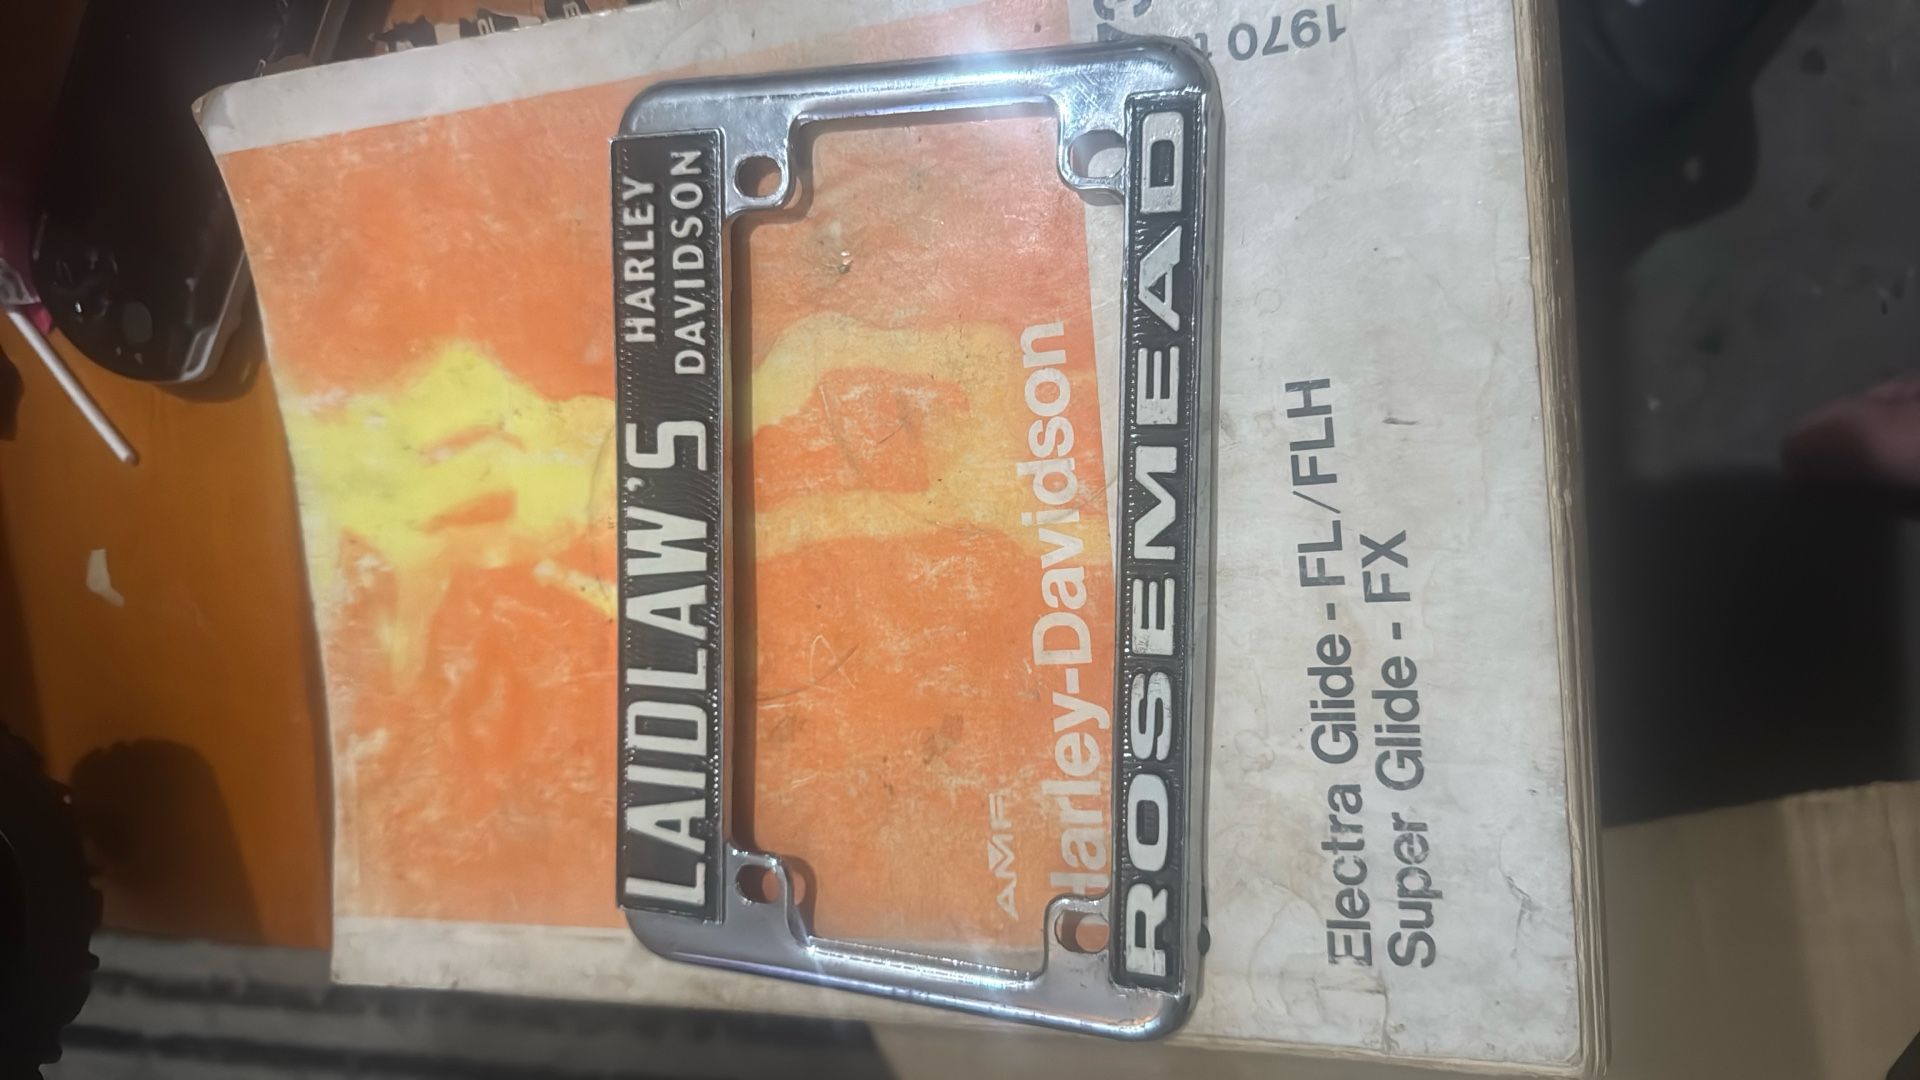 LAIDLAW'S
HARLEY
DAVIDSON
ROSEMEAD
AMF
Harley-Davidson
Electra Glide - FL/FLH
Super Glide - FX
1970